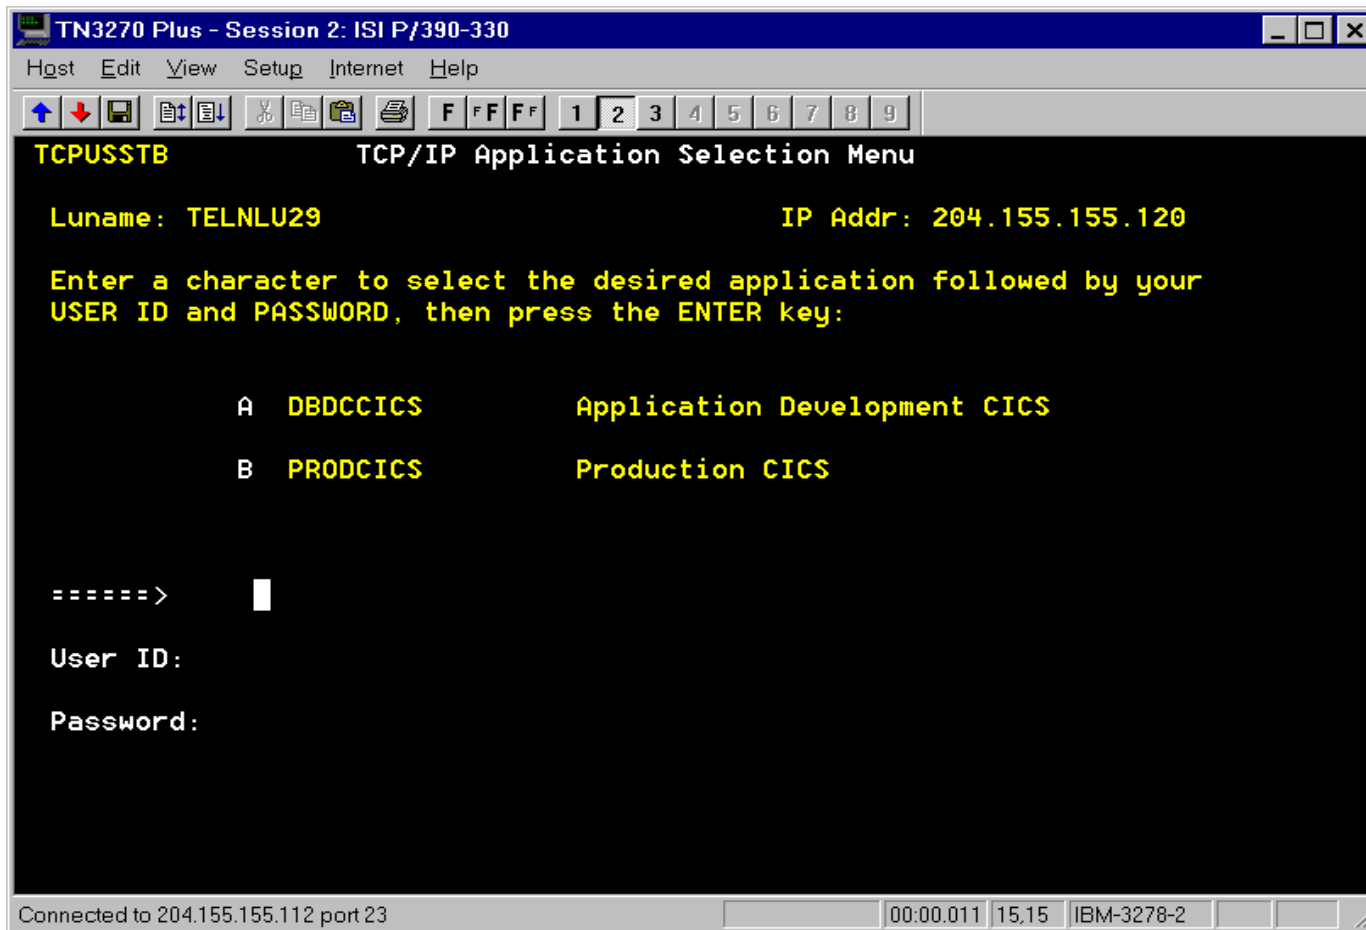 TN3270 Plus - Session 2: ISI P/390-330
Host Edit View Setup Internet Help
F FF FF 1 2 3 4 5 6 7 8 9
TCPUSSTB TCP/IP Application Selection Menu
Luname: TELNLU29 IP Addr: 204.155.155.120
Enter a character to select the desired application followed by your
USER ID and PASSWORD, then press the ENTER key:
A DBDCCICS Application Development CICS
B PRODCICS Production CICS
======>
User ID:
Password:
Connected to 204.155.155.112 port 23 00:00.011 15,15 IBM-3278-2